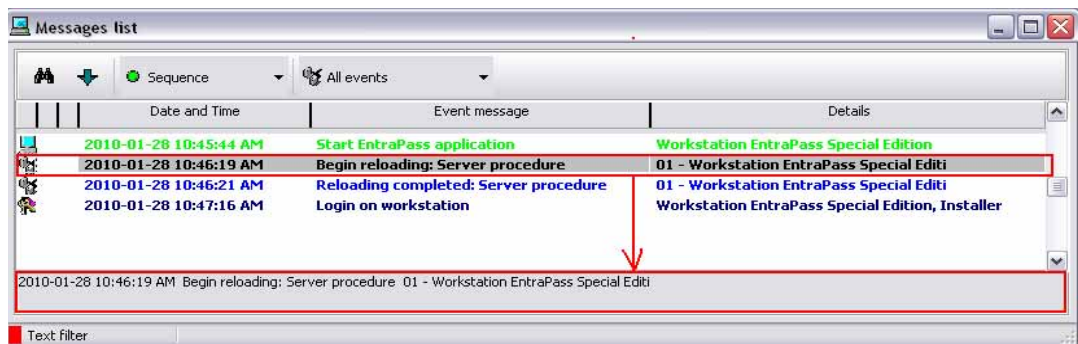 Messages list
Sequence All events
Date and Time Event message Details
2010-01-28 10:45:44 AM Start EntraPass application Workstation EntraPass Special Edition
2010-01-28 10:46:19 AM Begin reloading: Server procedure 01 - Workstation EntraPass Special Editi
2010-01-28 10:46:21 AM Reloading completed: Server procedure 01 - Workstation EntraPass Special Editi
2010-01-28 10:47:16 AM Login on workstation Workstation EntraPass Special Edition, Installer
2010-01-28 10:46:19 AM Begin reloading: Server procedure 01 - Workstation EntraPass Special Editi
Text filter